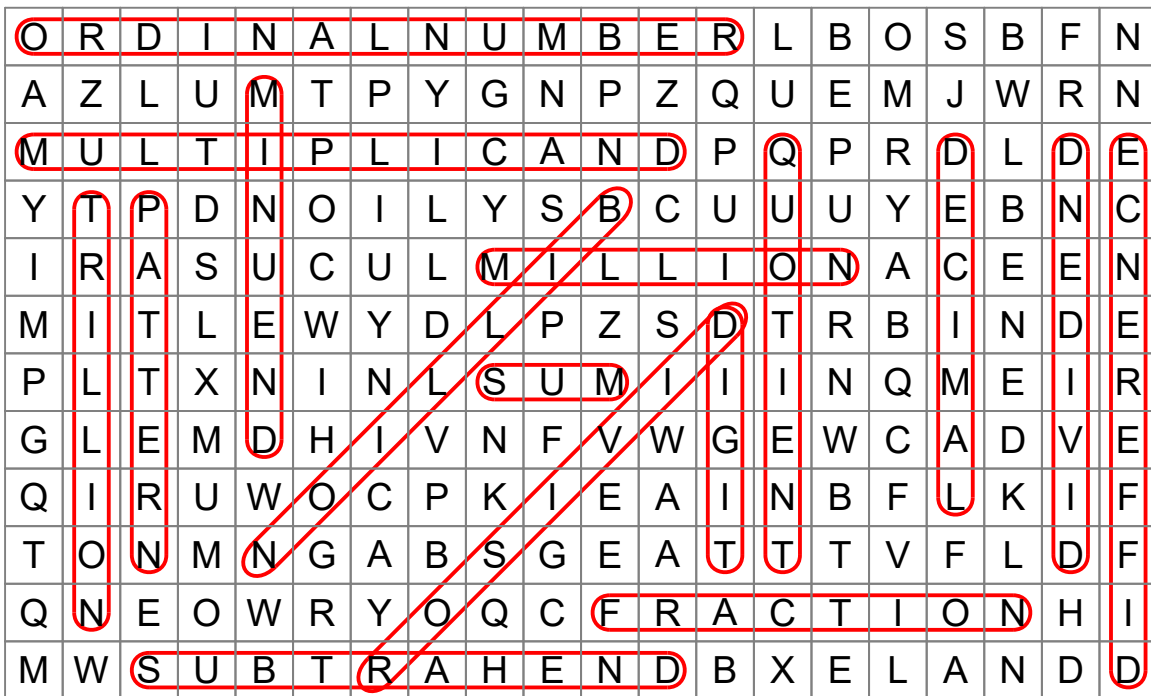 O R D I N A L N U M B E R L B O S B F N
A Z L U M T P Y G N P Z Q U E M J W R N
M U L T I P L I C A N D P Q P R D L D E
Y T P D N O I L Y S B C U U U Y E B N C
I R A S U C U L M I L L I O N A C E E N
M I T L E W Y D L P Z S D T R B I N D E
P L T X N I N L S U M I I I N Q M E I R
G L E M D H I V N F V W G E W C A D V E
Q I R U W O C P K I E A I N B F L K I F
T O N M N G A B S G E A T T T V F L D F
Q N E O W R Y O Q C F R A C T I O N H I
M W S U B T R A H E N D B X E L A N D D